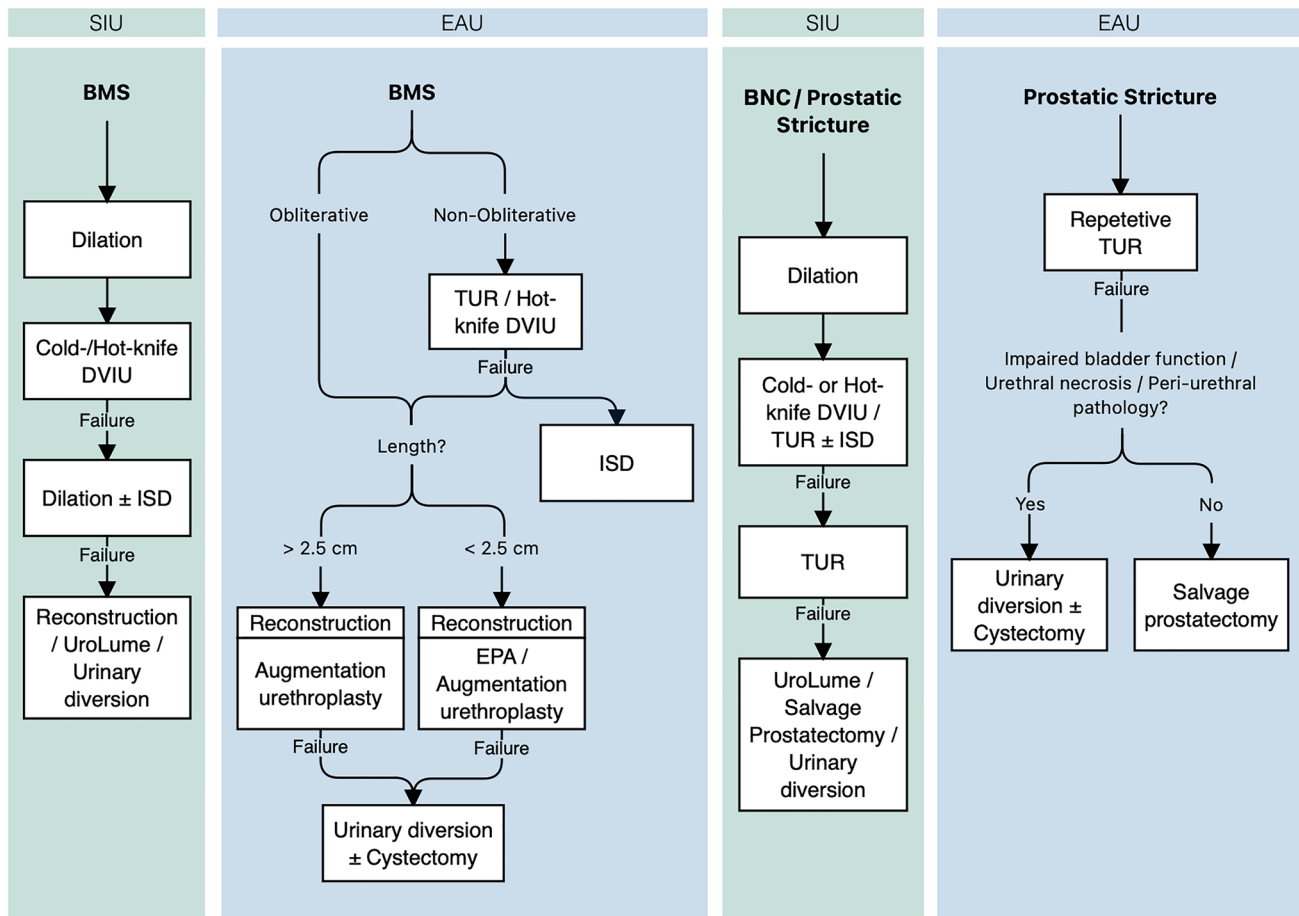 SIU
BMS
Dilation
Cold-/Hot-knife
DVIU
Failure
Dilation ± ISD
Failure
Reconstruction
/ UroLume /
Urinary
diversion
EAU
BMS
Obliterative
Non-Obliterative
TUR / Hot-
knife DVIU
Failure
Length?
ISD
> 2.5 cm
< 2.5 cm
Reconstruction
Augmentation
urethroplasty
Reconstruction
EPA /
Augmentation
urethroplasty
Failure
Failure
Urinary diversion
± Cystectomy
SIU
BNC / Prostatic
Stricture
Dilation
Cold- or Hot-
knife DVIU /
TUR ± ISD
Failure
TUR
Failure
UroLume /
Salvage
Prostatectomy /
Urinary
diversion
EAU
Prostatic Stricture
Repetetive
TUR
Failure
Impaired bladder function /
Urethral necrosis / Peri-urethral
pathology?
Yes
No
Urinary
diversion ±
Cystectomy
Salvage
prostatectomy